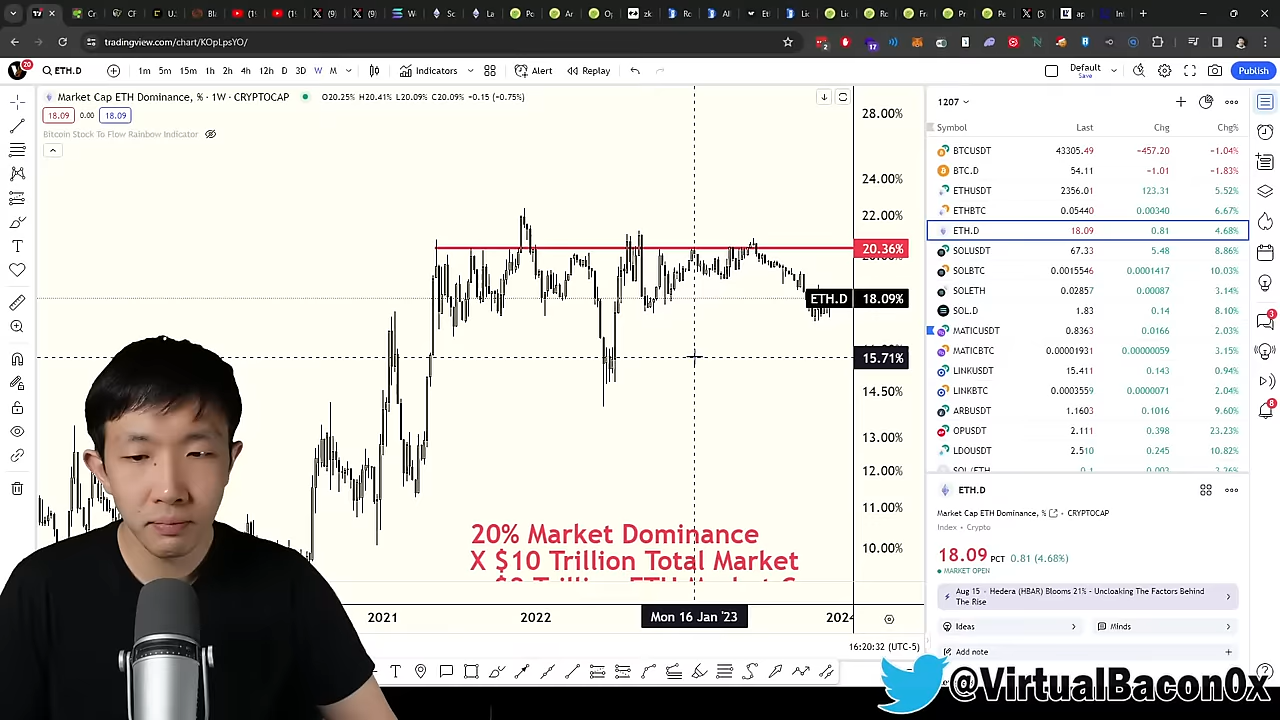 tradingview.com/chart/KOpLpsYO/
20
ETH.D
1m 5m 15m 1h 2h 4h 12h D 3D W M
Indicators
Alert
Replay
Default
Save
Publish
Market Cap ETH Dominance, % · 1W · CRYPTOCAP
O20.25% H20.41% L20.09% C20.09% −0.15 (−0.75%)
18.09 0.00 18.09
Bitcoin Stock To Flow Rainbow Indicator
28.00%
24.00%
22.00%
20.36%
ETH.D 18.09%
15.71%
14.50%
13.00%
12.00%
11.00%
10.00%
20% Market Dominance
X $10 Trillion Total Market
2021 2022 Mon 16 Jan '23 2024
16:20:32 (UTC-5)
1207
Symbol Last Chg Chg%
BTCUSDT 43305.49 −457.20 −1.04%
BTC.D 54.11 −1.01 −1.83%
ETHUSDT 2356.01 123.31 5.52%
ETHBTC 0.05440 0.00340 6.67%
ETH.D 18.09 0.81 4.68%
SOLUSDT 67.33 5.48 8.86%
SOLBTC 0.0015546 0.0001417 10.03%
SOLETH 0.02857 0.00087 3.14%
SOL.D 1.83 0.14 8.10%
MATICUSDT 0.8363 0.0166 2.03%
MATICBTC 0.00001931 0.00000059 3.15%
LINKUSDT 15.411 0.143 0.94%
LINKBTC 0.0003559 0.0000071 2.04%
ARBUSDT 1.1603 0.1016 9.60%
OPUSDT 2.111 0.398 23.23%
LDOUSDT 2.510 0.245 10.82%
ETH.D
Market Cap ETH Dominance, % · CRYPTOCAP
Index · Crypto
18.09 PCT 0.81 (4.68%)
MARKET OPEN
Aug 15 · Hedera (HBAR) Blooms 21% – Uncloaking The Factors Behind
The Rise
Ideas
Minds
Add note
@VirtualBacon0x